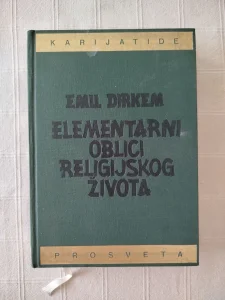 KARIJATIDE
EMIL DIRKEM
ELEMENTARNI
OBLICI
RELIGIJSKOG
ŽIVOTA
PROSVETA